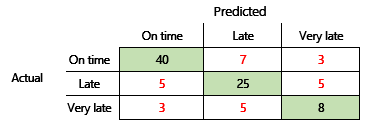 Predicted
On time Late Very late
On time 40 7 3
Actual Late 5 25 5
Very late 3 5 8